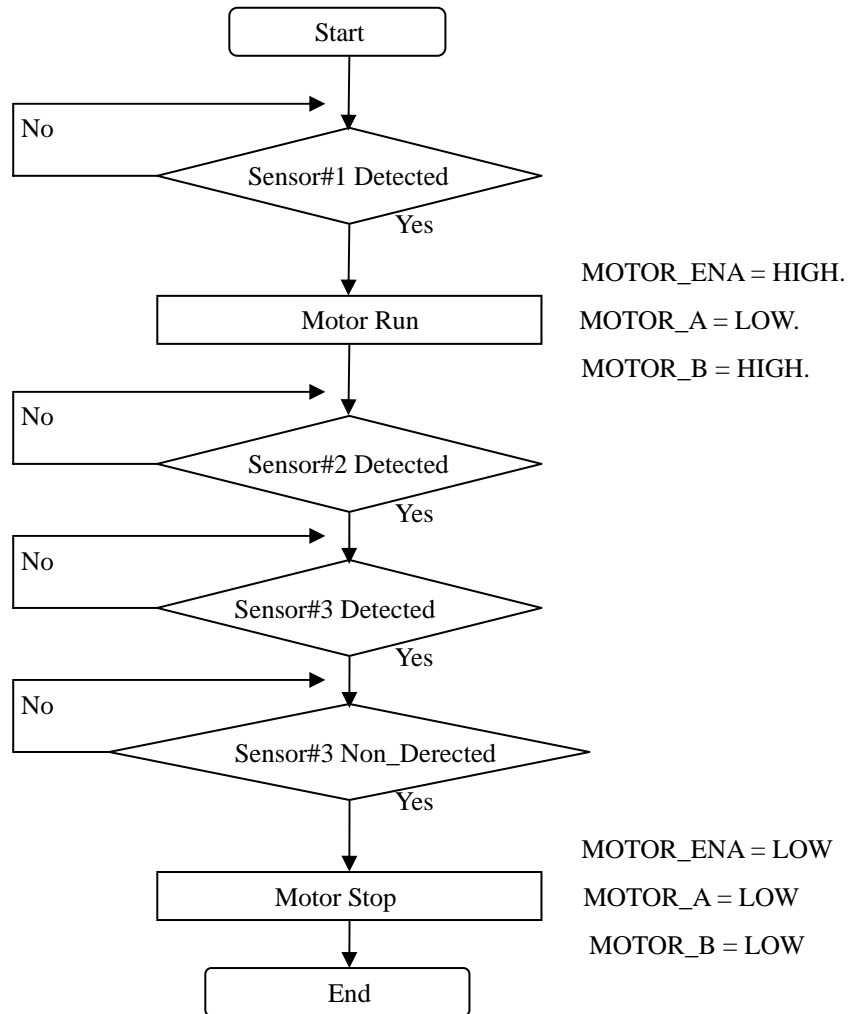 Start
No
Sensor#1 Detected
Yes
MOTOR_ENA = HIGH.
Motor Run
MOTOR_A = LOW.
MOTOR_B = HIGH.
No
Sensor#2 Detected
Yes
No
Sensor#3 Detected
Yes
No
Sensor#3 Non_Derected
Yes
MOTOR_ENA = LOW
Motor Stop
MOTOR_A = LOW
MOTOR_B = LOW
End